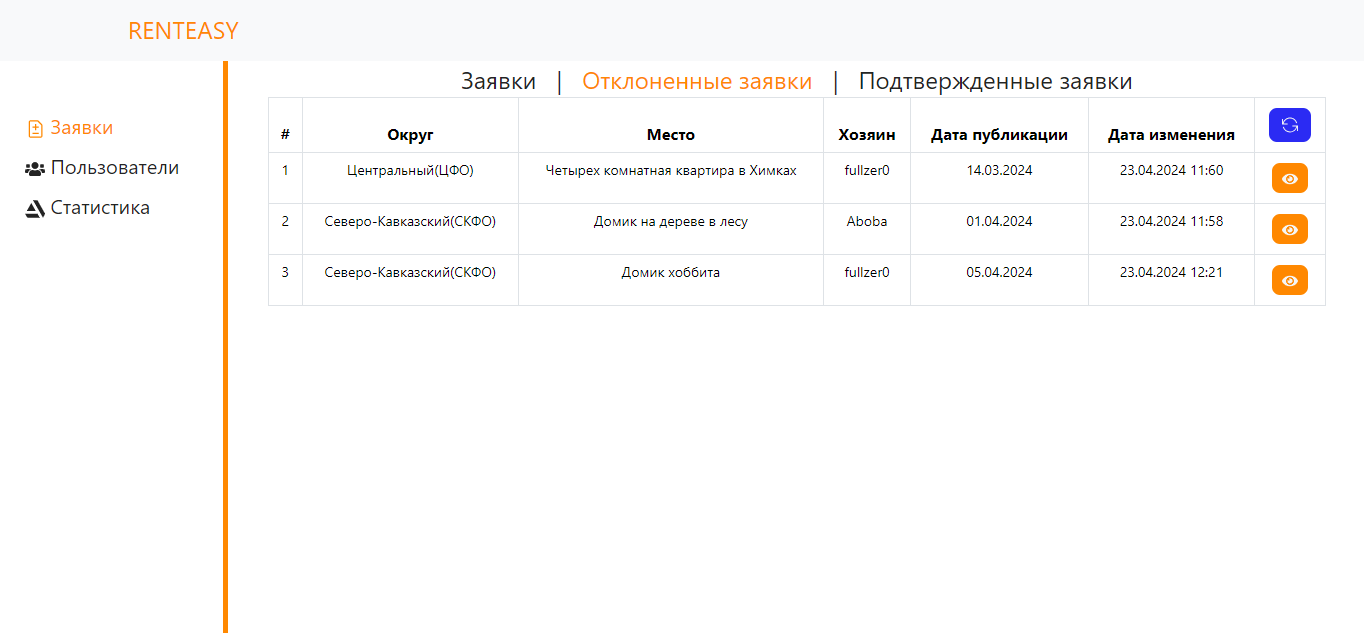 RENTEASY
Заявки | Отклоненные заявки | Подтвержденные заявки
Заявки
Пользователи
Статистика
# Округ Место Хозяин Дата публикации Дата изменения
1 Центральный(ЦФО) Четырех комнатная квартира в Химках fullzer0 14.03.2024 23.04.2024 11:60
2 Северо-Кавказский(СКФО) Домик на дереве в лесу Aboba 01.04.2024 23.04.2024 11:58
3 Северо-Кавказский(СКФО) Домик хоббита fullzer0 05.04.2024 23.04.2024 12:21